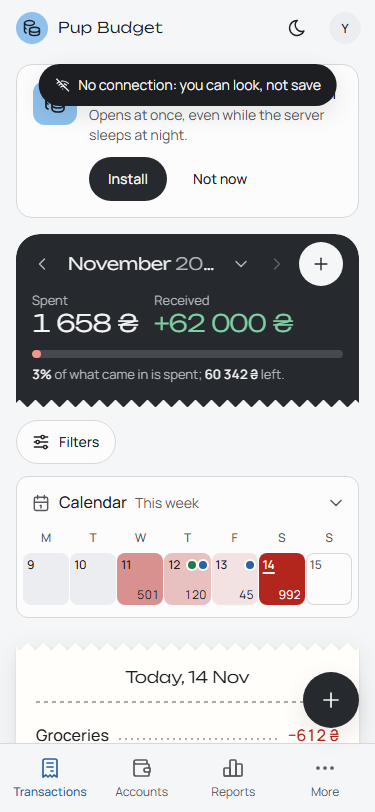 Pup Budget
Y
No connection: you can look, not save
Opens at once, even while the server
sleeps at night.
Install Not now
November 20...
Spent Received
1 658 ₴ +62 000 ₴
3% of what came in is spent; 60 342 ₴ left.
Filters
Calendar This week
M T W T F S S
9 10 11 12 13 14 15
501 120 45 992
Today, 14 Nov
Groceries −612 ₴
Transactions Accounts Reports More